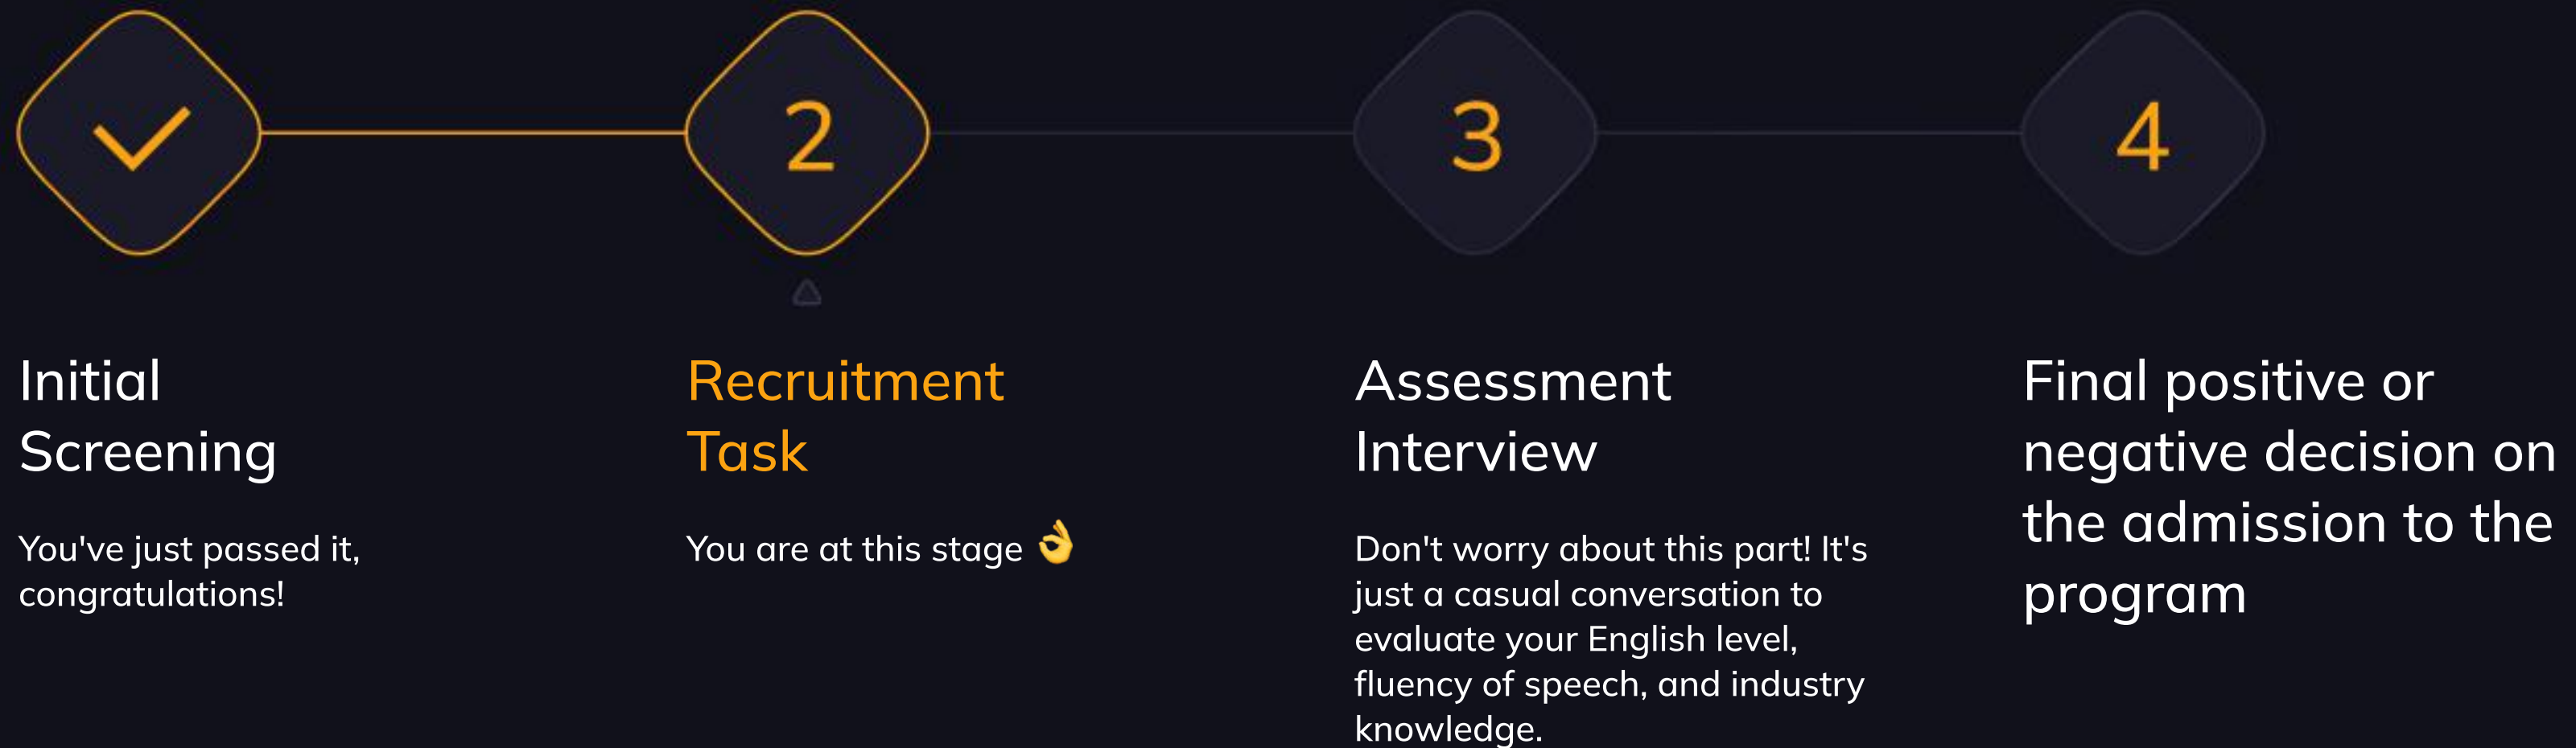 2
3
4
Initial
Screening
You've just passed it,
congratulations!
Recruitment
Task
You are at this stage 👌
Assessment
Interview
Don't worry about this part! It's
just a casual conversation to
evaluate your English level,
fluency of speech, and industry
knowledge.
Final positive or
negative decision on
the admission to the
program